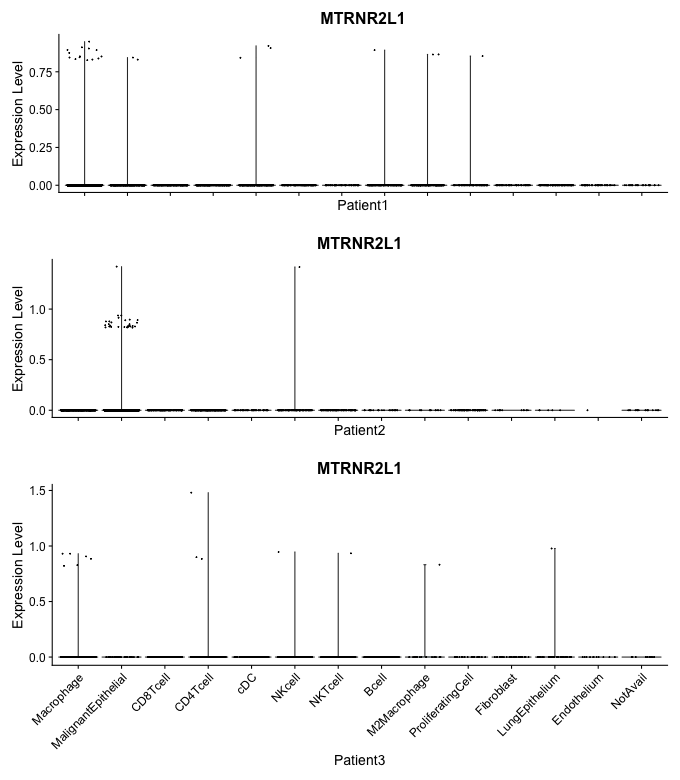 MTRNR2L1
Expression Level
0.75
0.50
0.25
0.00
Patient1
MTRNR2L1
Expression Level
1.0
0.5
0.0
Patient2
MTRNR2L1
Expression Level
1.5
1.0
0.5
0.0
Macrophage
MalignantEpithelial
CD8Tcell
CD4Tcell
cDC
NKcell
NKTcell
Bcell
M2Macrophage
ProliferatingCell
Fibroblast
LungEpithelium
Endothelium
NotAvail
Patient3